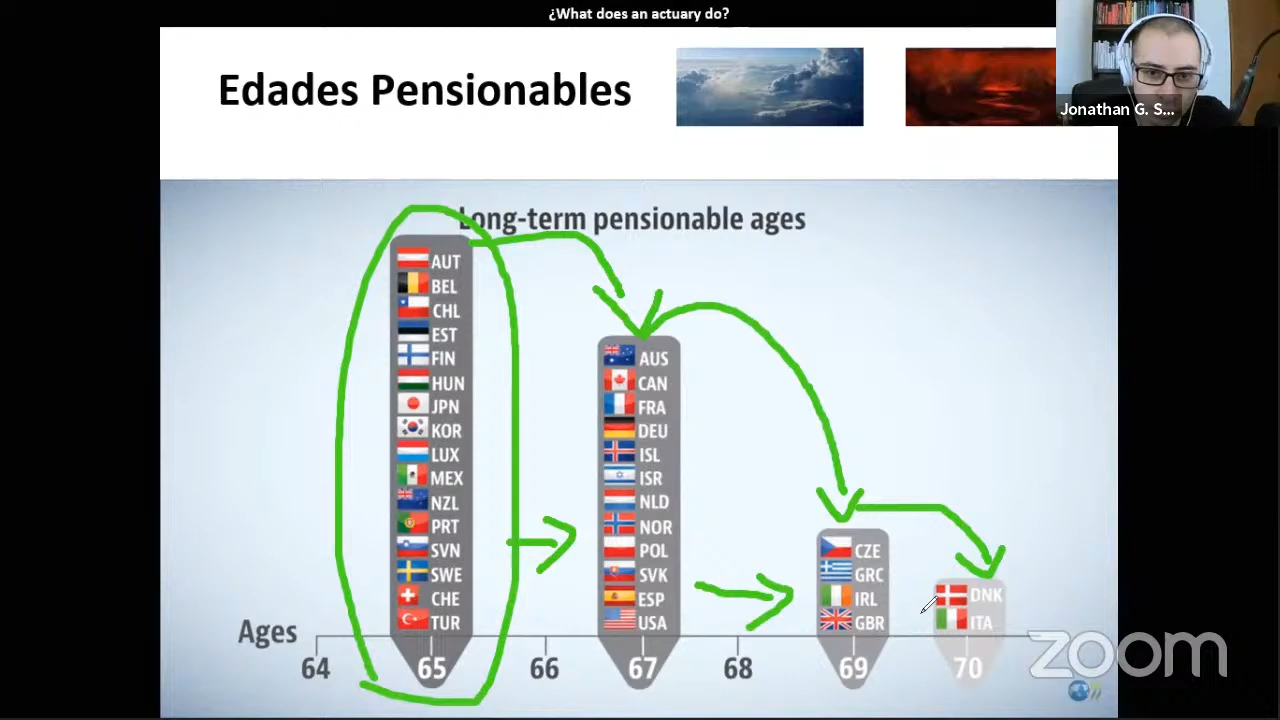 ¿What does an actuary do?
Edades Pensionables
Jonathan G. S...
Long-term pensionable ages
AUT
BEL
CHL
EST
FIN
HUN
JPN
KOR
LUX
MEX
NZL
PRT
SVN
SWE
CHE
TUR
AUS
CAN
FRA
DEU
ISL
ISR
NLD
NOR
POL
SVK
ESP
USA
CZE
GRC
IRL
GBR
DNK
ITA
Ages
64 65 66 67 68 69 70
zoom